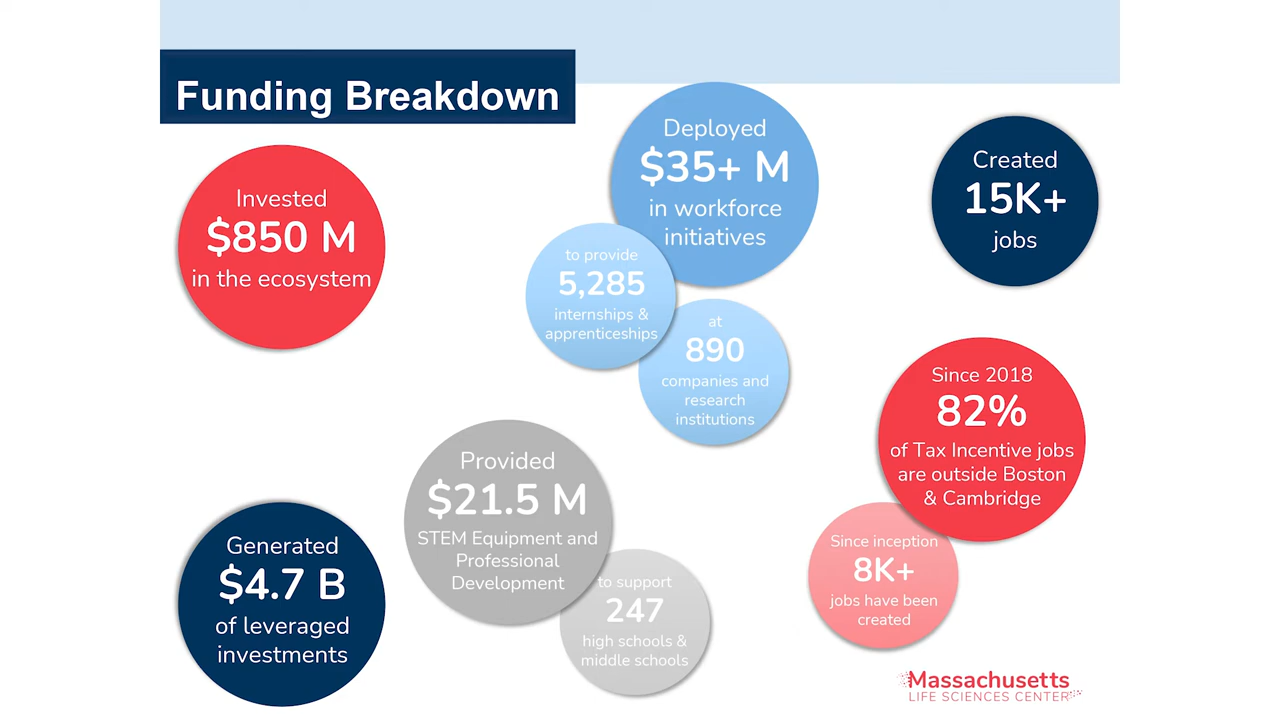 Funding Breakdown
Invested
$850 M
in the ecosystem
Deployed
$35+ M
in workforce
initiatives
to provide
5,285
internships &
apprenticeships
at
890
companies and
research
institutions
Created
15K+
jobs
Since 2018
82%
of Tax Incentive jobs
are outside Boston
& Cambridge
Since inception
8K+
jobs have been
created
Provided
$21.5 M
STEM Equipment and
Professional
Development
to support
247
high schools &
middle schools
Generated
$4.7 B
of leveraged
investments
Massachusetts
LIFE SCIENCES CENTER